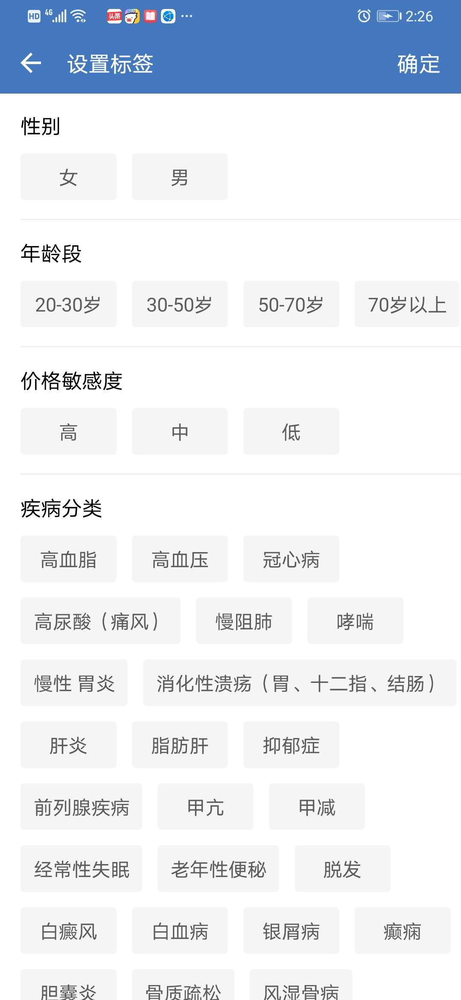 HD 4G 头条 618 2:26
设置标签 确定
性别
女 男
年龄段
20-30岁 30-50岁 50-70岁 70岁以上
价格敏感度
高 中 低
疾病分类
高血脂 高血压 冠心病
高尿酸（痛风） 慢阻肺 哮喘
慢性 胃炎 消化性溃疡（胃、十二指、结肠）
肝炎 脂肪肝 抑郁症
前列腺疾病 甲亢 甲减
经常性失眠 老年性便秘 脱发
白癜风 白血病 银屑病 癫痫
胆囊炎 骨质疏松 风湿骨病